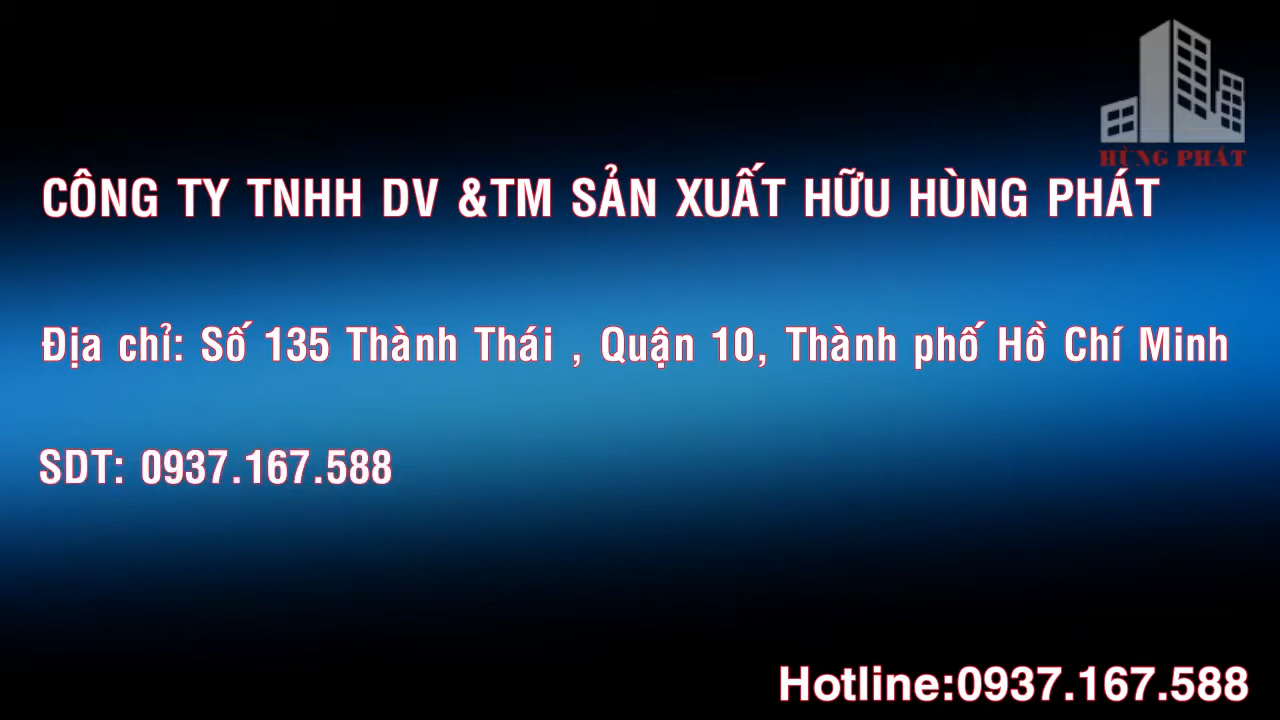 HÙNG PHÁT
CÔNG TY TNHH DV &TM SẢN XUẤT HỮU HÙNG PHÁT
Địa chỉ: Số 135 Thành Thái , Quận 10, Thành phố Hồ Chí Minh
SDT: 0937.167.588
Hotline:0937.167.588